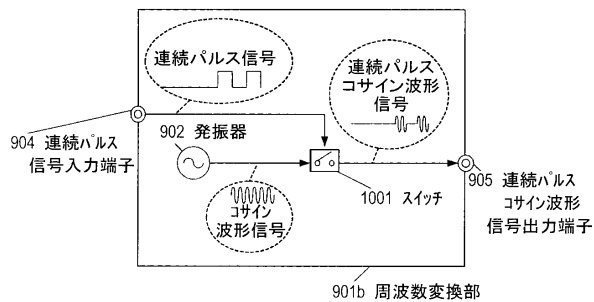 連続パルス信号
連続パルス
コサイン波形
信号
904 連続パルス
信号入力端子
902 発振器
コサイン
波形信号
1001 スイッチ
905 連続パルス
コサイン波形
信号出力端子
901b 周波数変換部